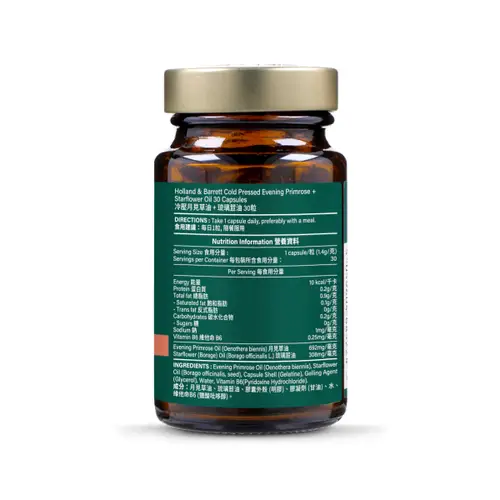 Holland & Barrett Cold Pressed Evening Primrose +
Starflower Oil 30 Capsules
冷壓月見草油 + 琉璃苣油 30粒
DIRECTIONS : Take 1 capsule daily, preferably with a meal.
食用建議 : 每日1粒, 隨餐服用
Nutrition Information 營養資料
Serving Size 食用分量 : 1 capsule/粒 (1.4g/克)
Servings per Container 每包裝所含食用分量 : 30
Per Serving 每食用分量
Energy 能量 10 kcal/千卡
Protein 蛋白質 0.2g/克
Total fat 總脂肪 0.9g/克
- Saturated fat 飽和脂肪 0.1g/克
- Trans fat 反式脂肪 0g/克
Carbohydrates 碳水化合物 0.2g/克
- Sugars 糖 0g/克
Sodium 鈉 1mg/毫克
Vitamin B6 維他命 B6 0.25mg/毫克
Evening Primrose Oil (Oenothera biennis) 月見草油 692mg/毫克
Starflower (Borage) Oil (Borago officinalis L.) 琉璃苣油 308mg/毫克
INGREDIENTS : Evening Primrose Oil (Oenothera biennis), Starflower
Oil (Borago officinalis, seed), Capsule Shell (Gelatine), Gelling Agent
(Glycerol), Water, Vitamin B6(Pyridoxine Hydrochloride).
成分 : 月見草油、琉璃苣油、膠囊外殼 (明膠)、膠凝劑 (甘油)、水、
維他命B6 (鹽酸吡哆醇)。